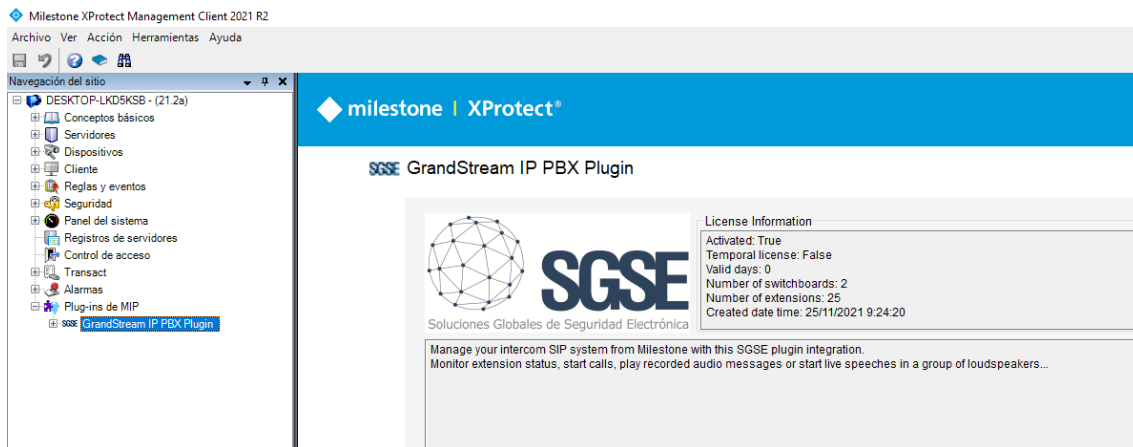 Milestone XProtect Management Client 2021 R2
Archivo Ver Acción Herramientas Ayuda
Navegación del sitio
DESKTOP-LKD5KSB - (21.2a)
Conceptos básicos
Servidores
Dispositivos
Cliente
Reglas y eventos
Seguridad
Panel del sistema
Registros de servidores
Control de acceso
Transact
Alarmas
Plug-ins de MIP
SGSE GrandStream IP PBX Plugin
milestone | XProtect®
SGSE GrandStream IP PBX Plugin
SGSE
Soluciones Globales de Seguridad Electrónica
License Information
Activated: True
Temporal license: False
Valid days: 0
Number of switchboards: 2
Number of extensions: 25
Created date time: 25/11/2021 9:24:20
Manage your intercom SIP system from Milestone with this SGSE plugin integration.
Monitor extension status, start calls, play recorded audio messages or start live speeches in a group of loudspeakers...